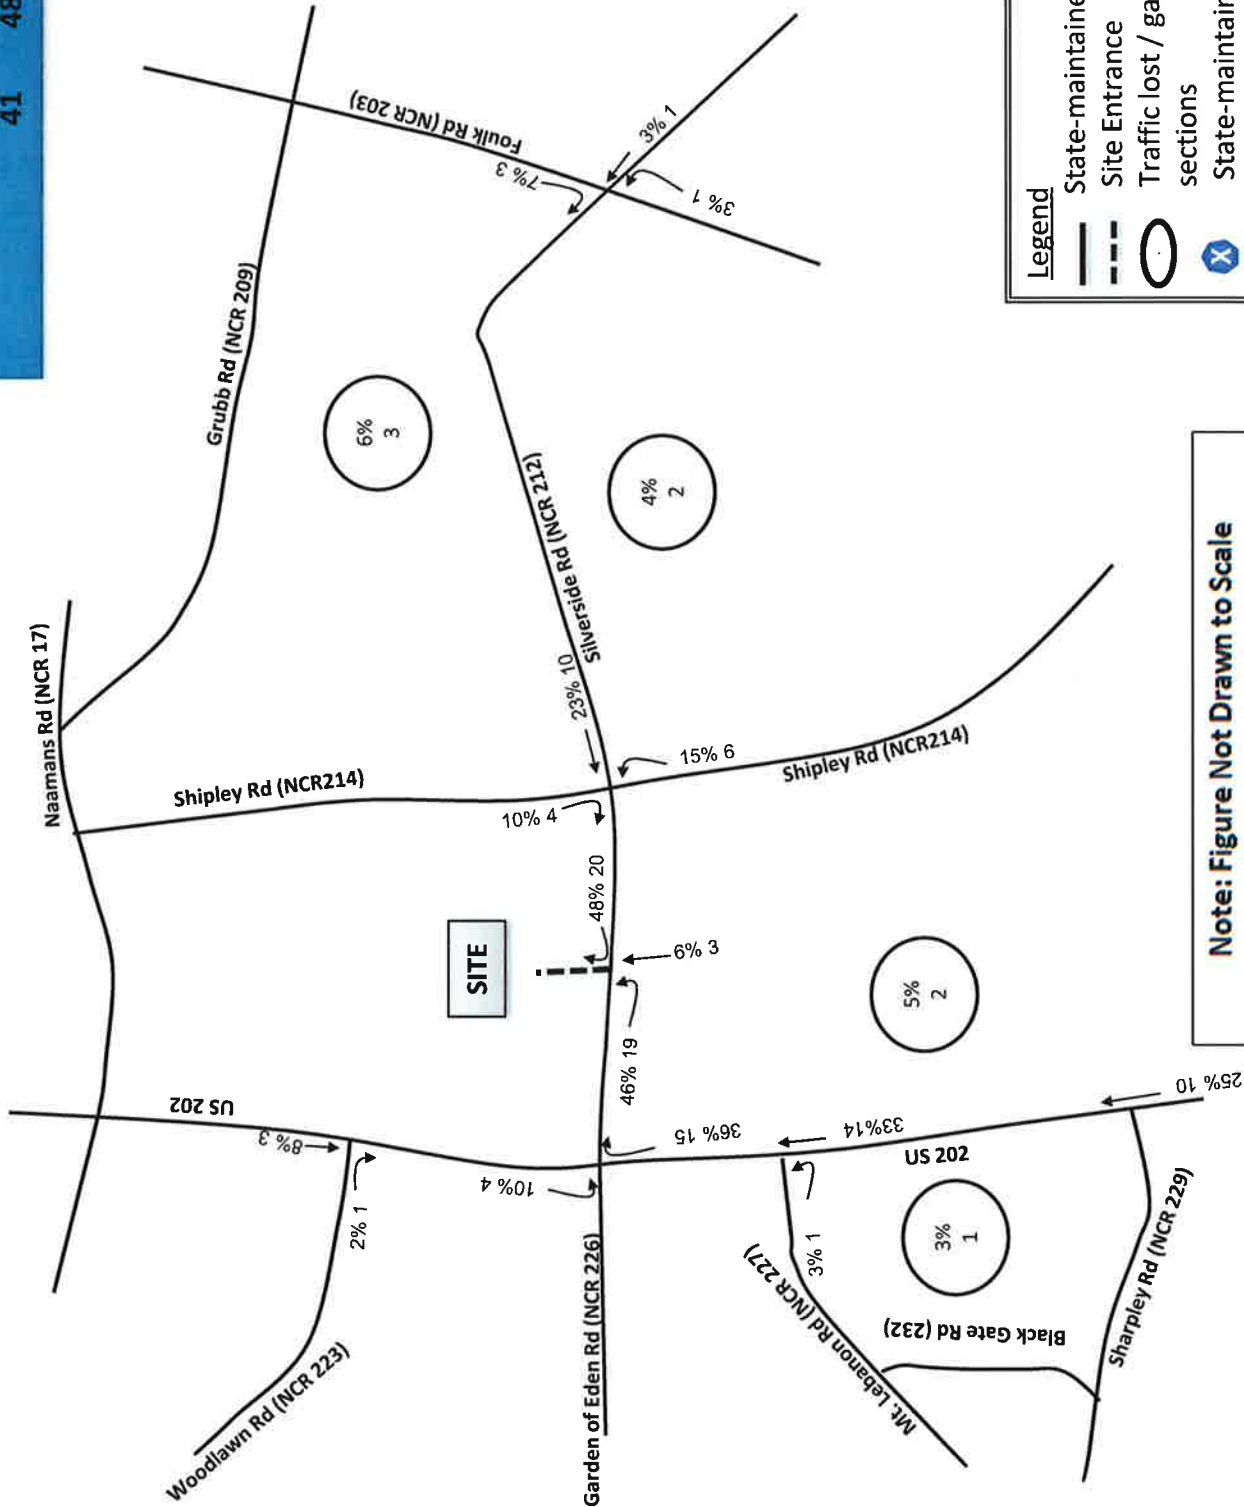 41 48
Naamans Rd (NCR 17)
Grubb Rd (NCR 209)
Foulk Rd (NCR 203)
7% 3
3% 1
3% 1
6%
3
Silverside Rd (NCR 212)
4%
2
Shipley Rd (NCR214)
23% 10
15% 6
10% 4
Shipley Rd (NCR214)
SITE
48% 20
6% 3
46% 19
5%
2
US 202
8% 3
2% 1
Woodlawn Rd (NCR 223)
10% 4
36% 15
Garden of Eden Rd (NCR 226)
33%14
US 202
3% 1
Mt. Lebanon Rd (NCR 227)
3%
1
Black Gate Rd (232)
Sharpley Rd (NCR 229)
25% 10
Legend
State-maintaine
Site Entrance
Traffic lost / ga
sections
X State-maintain
Note: Figure Not Drawn to Scale